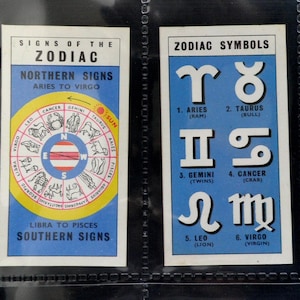 SIGNS OF THE
ZODIAC
NORTHERN SIGNS
ARIES TO VIRGO
SUN
N
S
LIBRA TO PISCES
SOUTHERN SIGNS
ZODIAC SYMBOLS
1. ARIES
(RAM)
2. TAURUS
(BULL)
3. GEMINI
(TWINS)
4. CANCER
(CRAB)
5. LEO
(LION)
6. VIRGO
(VIRGIN)